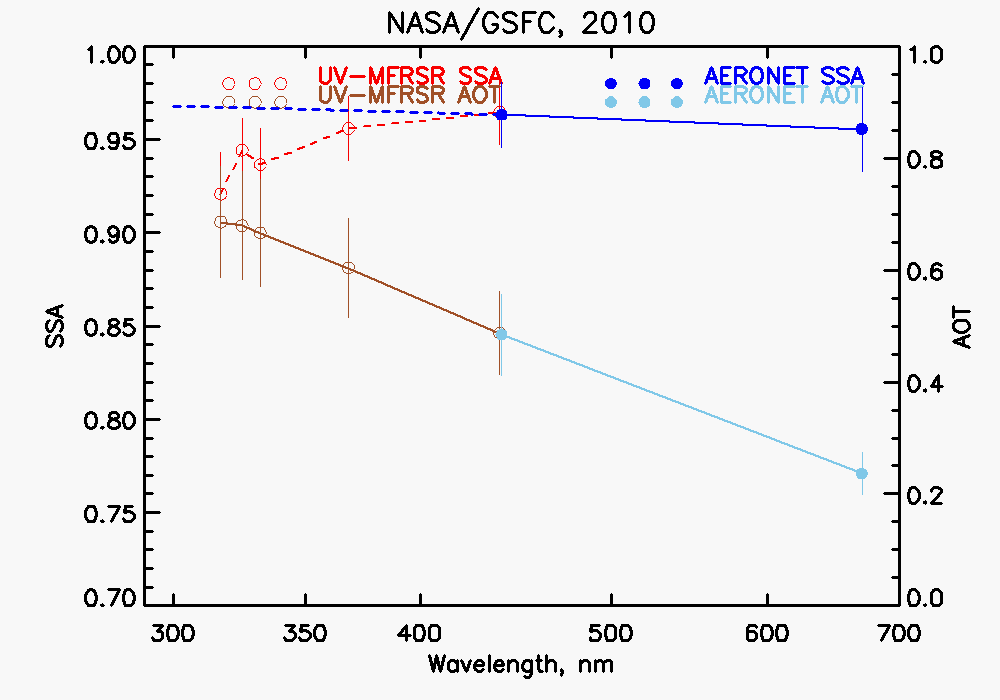 NASA/GSFC, 2010
UV-MFRSR SSA
UV-MFRSR AOT
AERONET SSA
AERONET AOT
1.00
0.95
0.90
0.85
0.80
0.75
0.70
SSA
1.0
0.8
0.6
0.4
0.2
0.0
AOT
300 350 400 500 600 700
Wavelength, nm